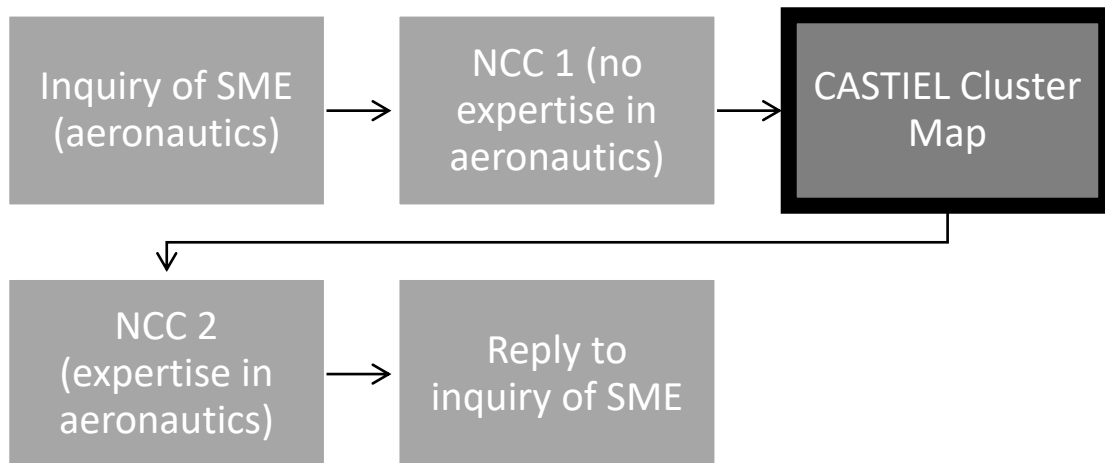 Inquiry of SME
(aeronautics)
NCC 1 (no
expertise in
aeronautics)
CASTIEL Cluster
Map
NCC 2
(expertise in
aeronautics)
Reply to
inquiry of SME